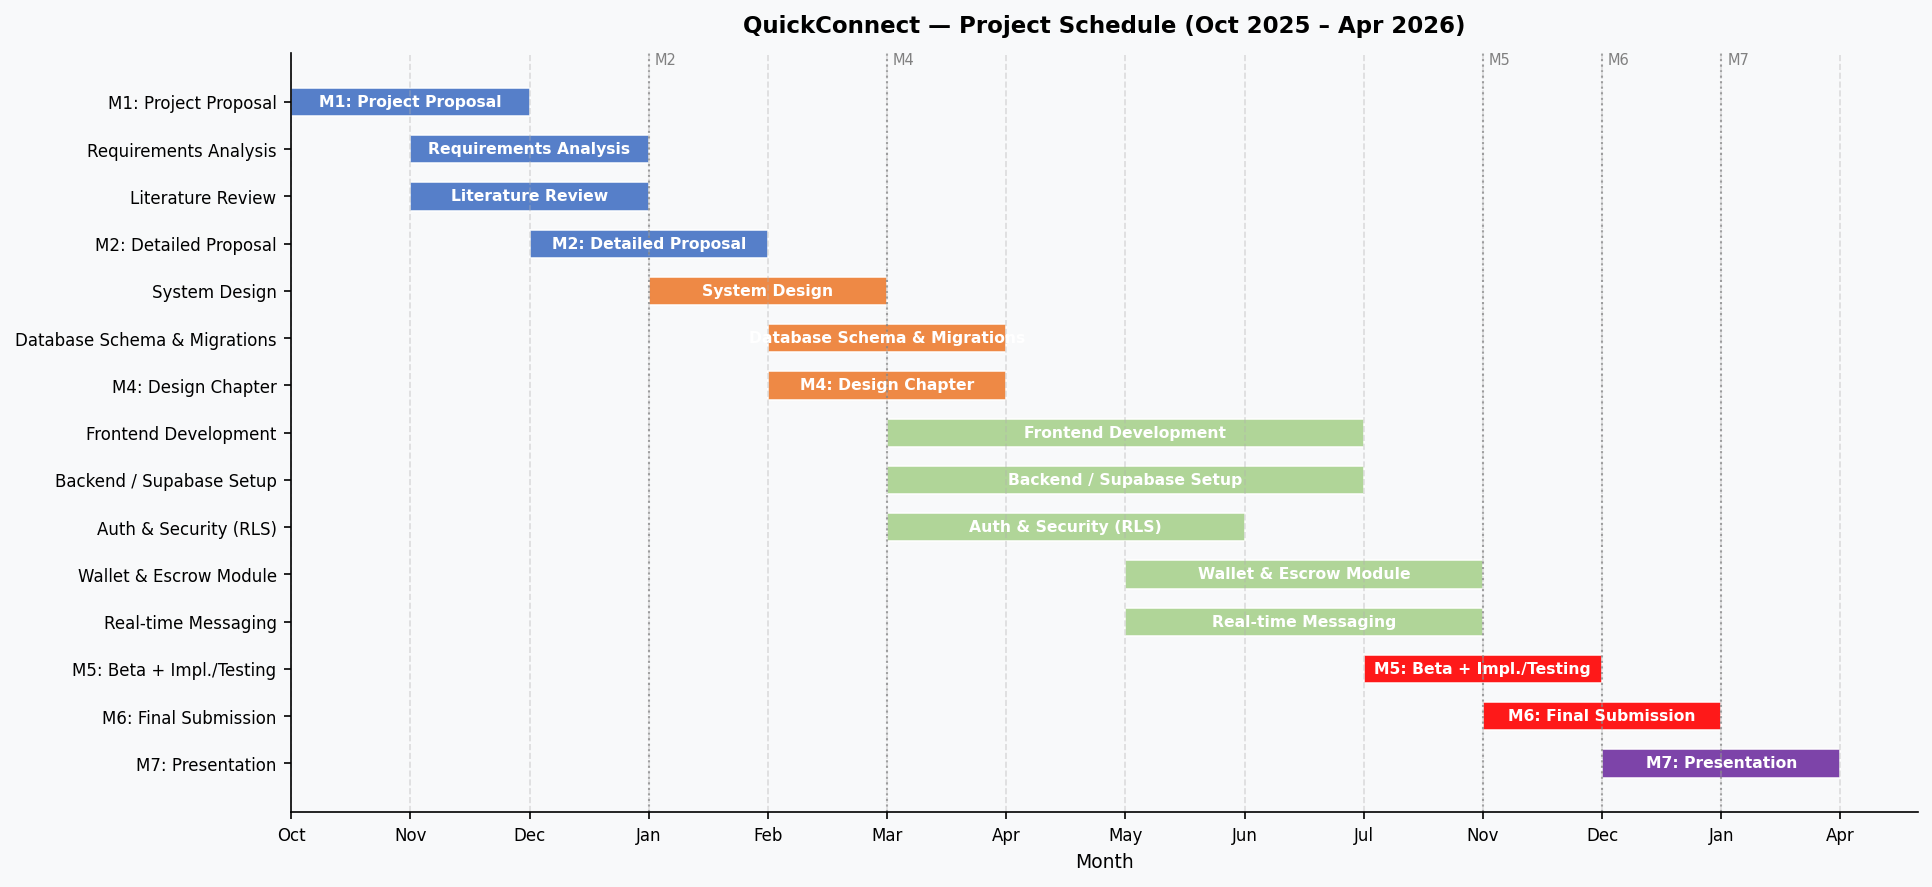 QuickConnect — Project Schedule (Oct 2025 – Apr 2026)
M2 M4 M5 M6 M7
M1: Project Proposal M1: Project Proposal
Requirements Analysis Requirements Analysis
Literature Review Literature Review
M2: Detailed Proposal M2: Detailed Proposal
System Design System Design
Database Schema & Migrations Database Schema & Migrations
M4: Design Chapter M4: Design Chapter
Frontend Development Frontend Development
Backend / Supabase Setup Backend / Supabase Setup
Auth & Security (RLS) Auth & Security (RLS)
Wallet & Escrow Module Wallet & Escrow Module
Real-time Messaging Real-time Messaging
M5: Beta + Impl./Testing M5: Beta + Impl./Testing
M6: Final Submission M6: Final Submission
M7: Presentation M7: Presentation
Oct Nov Dec Jan Feb Mar Apr May Jun Jul Nov Dec Jan Apr
Month